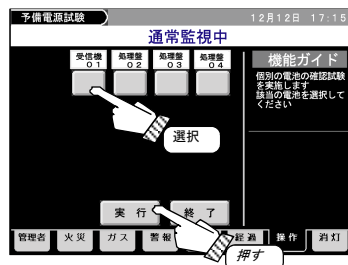 予備電源試験
12月12日 17:15
通常監視中
受信機 01
処理盤 02
処理盤 03
処理盤 04
機能ガイド
個別の電池の確認試験
を実施します
該当の電池を選択して
ください
選択
実 行
終 了
管理者
火 災
ガ ス
警 報
経 過
操 作
消 灯
押す